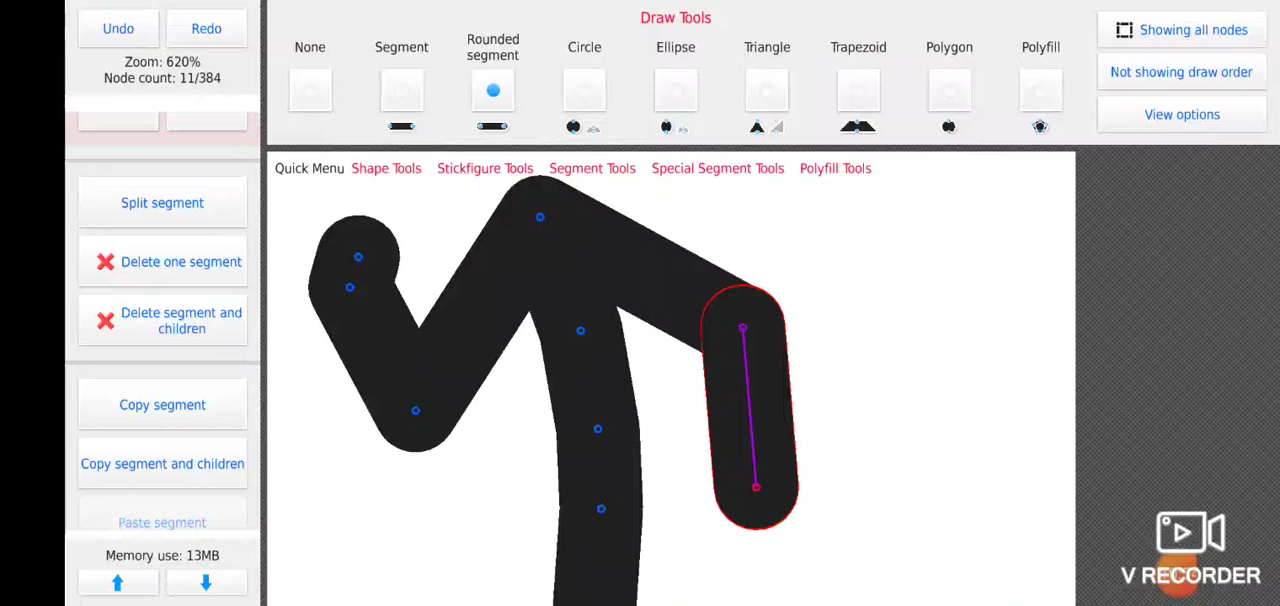 Undo
Redo
Zoom: 620%
Node count: 11/384
Split segment
Delete one segment
Delete segment and
children
Copy segment
Copy segment and children
Paste segment
Memory use: 13MB
Draw Tools
None
Segment
Rounded
segment
Circle
Ellipse
Triangle
Trapezoid
Polygon
Polyfill
Showing all nodes
Not showing draw order
View options
Quick Menu
Shape Tools
Stickfigure Tools
Segment Tools
Special Segment Tools
Polyfill Tools
V RECORDER